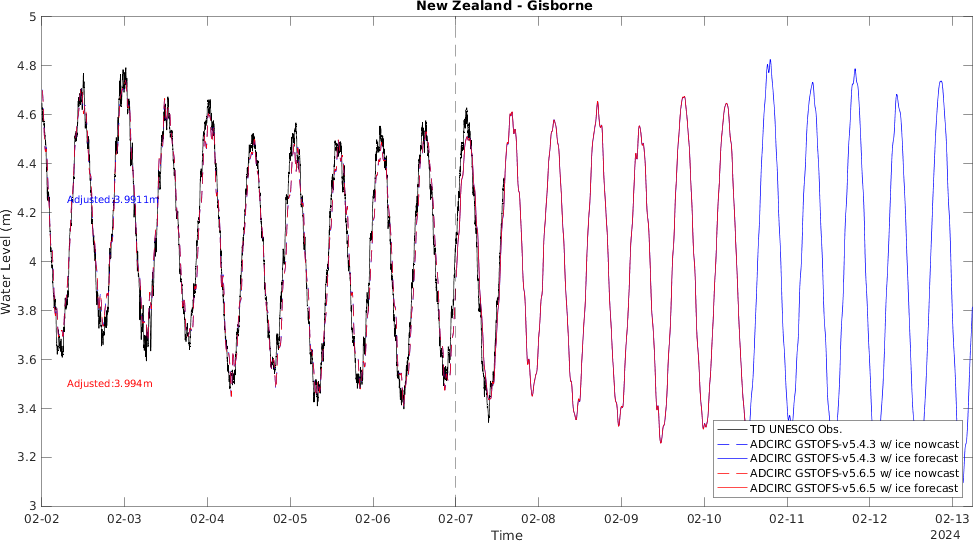 New Zealand - Gisborne
5
4.8
4.6
4.4
4.2
4
3.8
3.6
3.4
3.2
3
Water Level (m)
Adjusted:3.9911m
Adjusted:3.994m
TD UNESCO Obs.
ADCIRC GSTOFS-v5.4.3 w/ ice nowcast
ADCIRC GSTOFS-v5.4.3 w/ ice forecast
ADCIRC GSTOFS-v5.6.5 w/ ice nowcast
ADCIRC GSTOFS-v5.6.5 w/ ice forecast
02-02 02-03 02-04 02-05 02-06 02-07 02-08 02-09 02-10 02-11 02-12 02-13
Time
2024